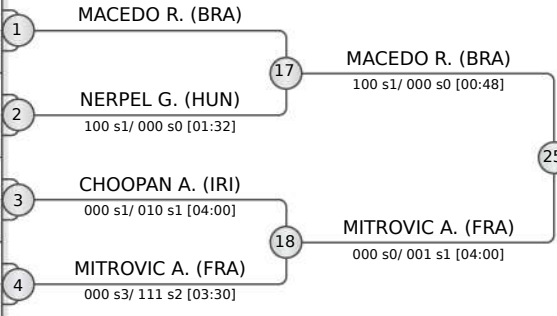 MACEDO R. (BRA)
1
17
MACEDO R. (BRA)
100 s1/ 000 s0 [00:48]
NERPEL G. (HUN)
2
100 s1/ 000 s0 [01:32]
25
CHOOPAN A. (IRI)
3
000 s1/ 010 s1 [04:00]
18
MITROVIC A. (FRA)
000 s0/ 001 s1 [04:00]
MITROVIC A. (FRA)
4
000 s3/ 111 s2 [03:30]